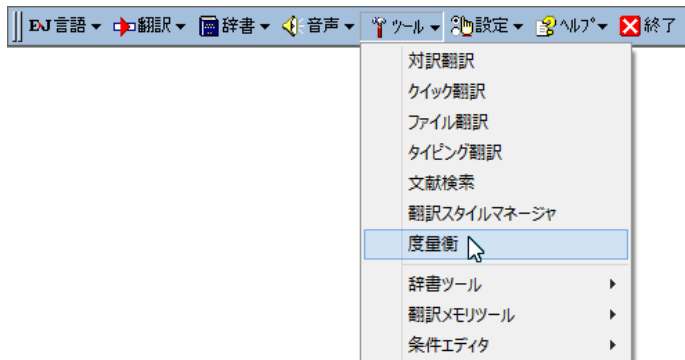 EJ言語▼ 翻訳▼ 辞書▼ 音声▼ ツール▼ 設定▼ ヘルプ▼ 終了
対訳翻訳
クイック翻訳
ファイル翻訳
タイピング翻訳
文献検索
翻訳スタイルマネージャ
度量衡
辞書ツール
翻訳メモリツール
条件エディタ